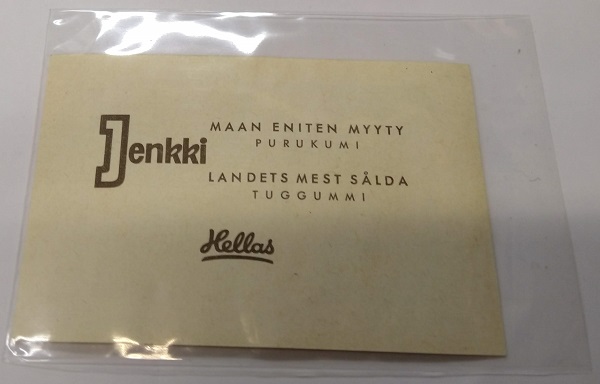 Jenkki
MAAN ENITEN MYYTY
PURUKUMI
LANDETS MEST SÅLDA
TUGGUMMI
Hellas